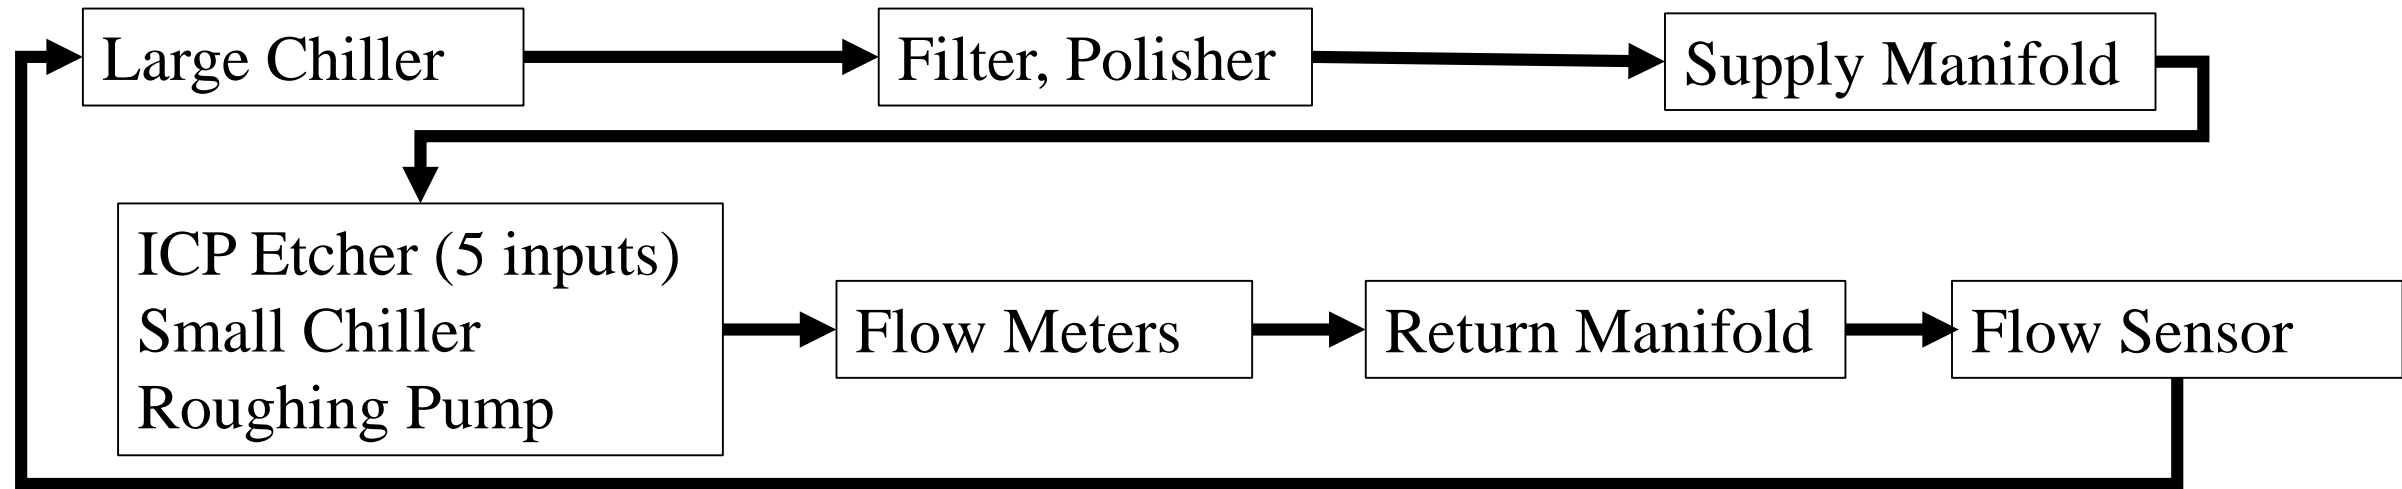 Large Chiller
Filter, Polisher
Supply Manifold
ICP Etcher (5 inputs)
Small Chiller
Roughing Pump
Flow Meters
Return Manifold
Flow Sensor